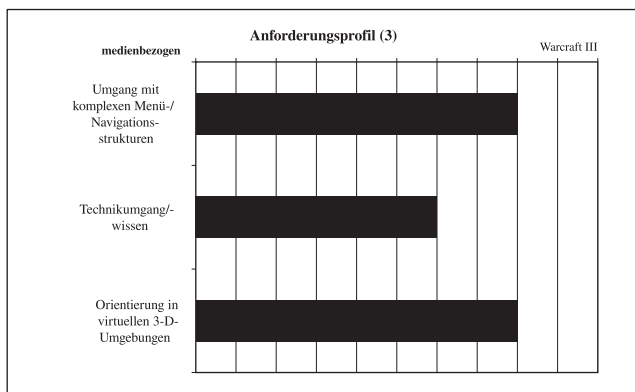 Anforderungsprofil (3)
medienbezogen
Warcraft III
Umgang mit
komplexen Menü-/
Navigations-
strukturen
Technikumgang/-
wissen
Orientierung in
virtuellen 3-D-
Umgebungen